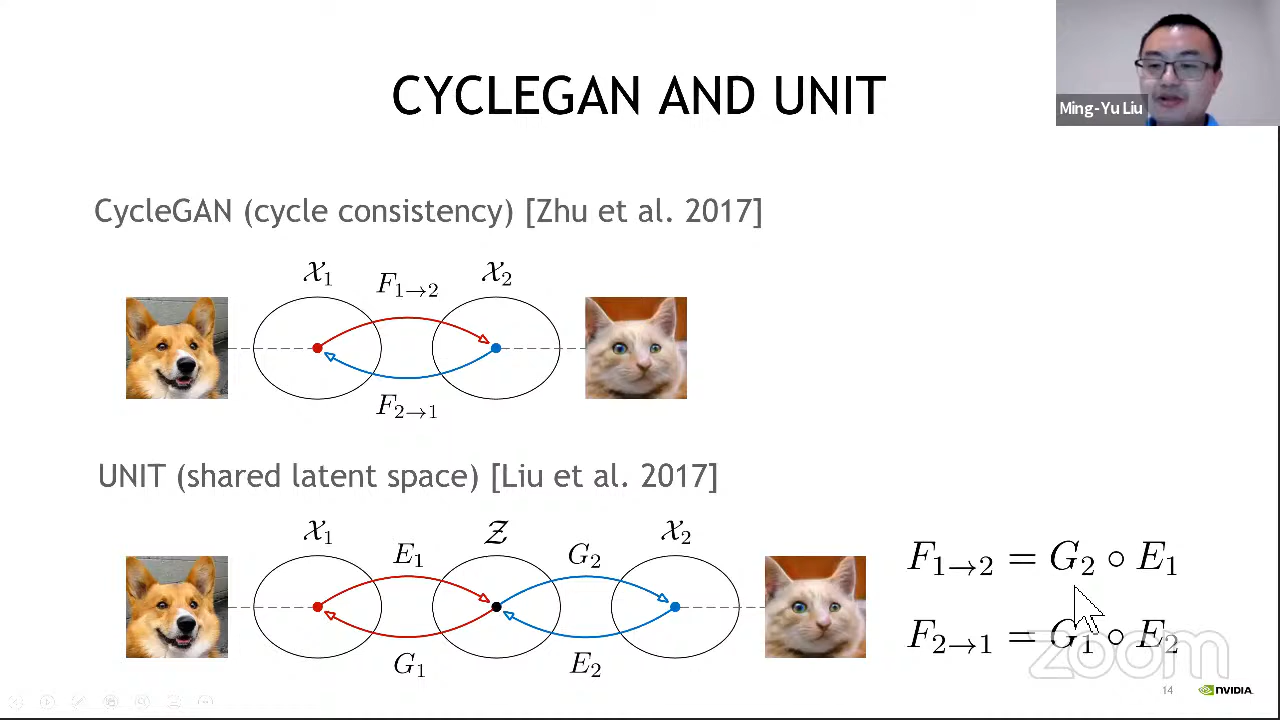 CYCLEGAN AND UNIT
Ming-Yu Liu
CycleGAN (cycle consistency) [Zhu et al. 2017]
𝒳₁
F₁→₂
𝒳₂
F₂→₁
UNIT (shared latent space) [Liu et al. 2017]
𝒳₁
E₁
𝒵
G₂
𝒳₂
G₁
E₂
F₁→₂ = G₂ ∘ E₁
F₂→₁ = G₁ ∘ E₂
zoom
14
NVIDIA.